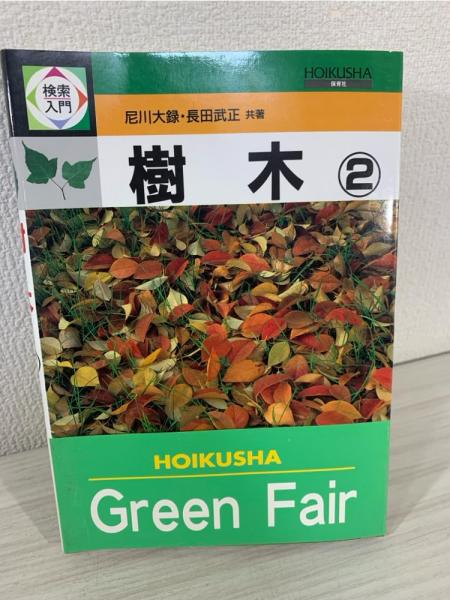 検索
入門
HOIKUSHA
保育社
尼川大録・長田武正 共著
樹木②
HOIKUSHA
Green Fair